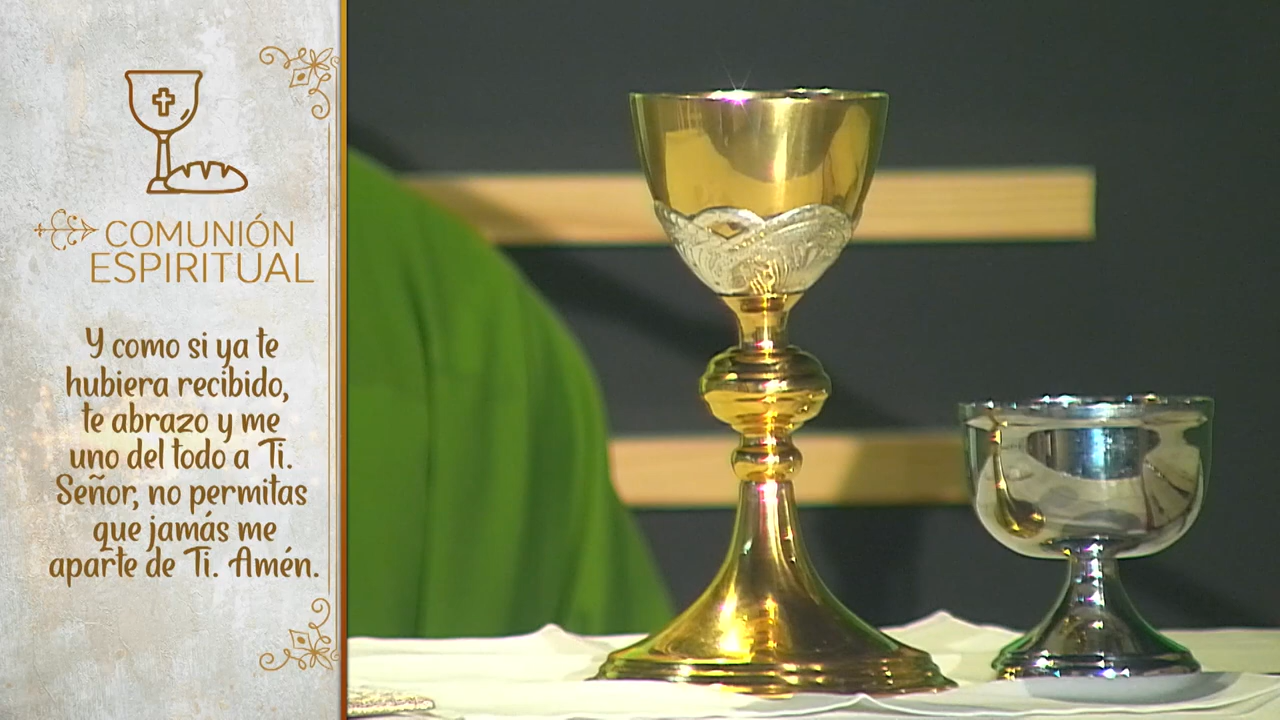 COMUNIÓN
ESPIRITUAL
Y como si ya te
hubiera recibido,
te abrazo y me
uno del todo a Ti.
Señor, no permitas
que jamás me
aparte de Ti. Amén.